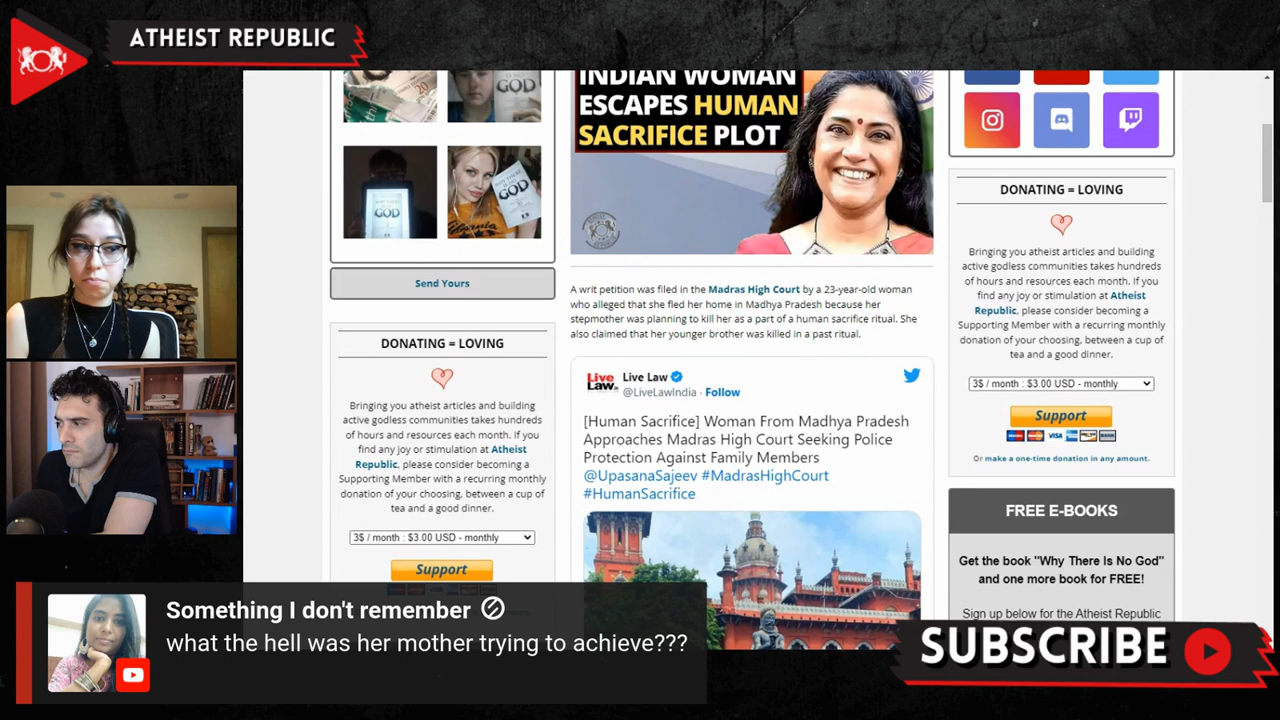 ATHEIST REPUBLIC
INDIAN WOMAN
ESCAPES HUMAN
SACRIFICE PLOT
Send Yours
DONATING = LOVING
Bringing you atheist articles and building
active godless communities takes hundreds
of hours and resources each month. If you
find any joy or stimulation at Atheist
Republic, please consider becoming a
Supporting Member with a recurring monthly
donation of your choosing, between a cup of
tea and a good dinner.
3$ / month : $3.00 USD - monthly
Support
A writ petition was filed in the Madras High Court by a 23-year-old woman
who alleged that she fled her home in Madhya Pradesh because her
stepmother was planning to kill her as a part of a human sacrifice ritual. She
also claimed that her younger brother was killed in a past ritual.
Live Law
Live Law
@LiveLawIndia · Follow
[Human Sacrifice] Woman From Madhya Pradesh
Approaches Madras High Court Seeking Police
Protection Against Family Members
@UpasanaSajeev #MadrasHighCourt
#HumanSacrifice
DONATING = LOVING
Bringing you atheist articles and building
active godless communities takes hundreds
of hours and resources each month. If you
find any joy or stimulation at Atheist
Republic, please consider becoming a
Supporting Member with a recurring monthly
donation of your choosing, between a cup of
tea and a good dinner.
3$ / month : $3.00 USD - monthly
Support
VISA
Or make a one-time donation in any amount.
FREE E-BOOKS
Get the book "Why There is No God"
and one more book for FREE!
Sign up below for the Atheist Republic
Something I don't remember
what the hell was her mother trying to achieve???
SUBSCRIBE